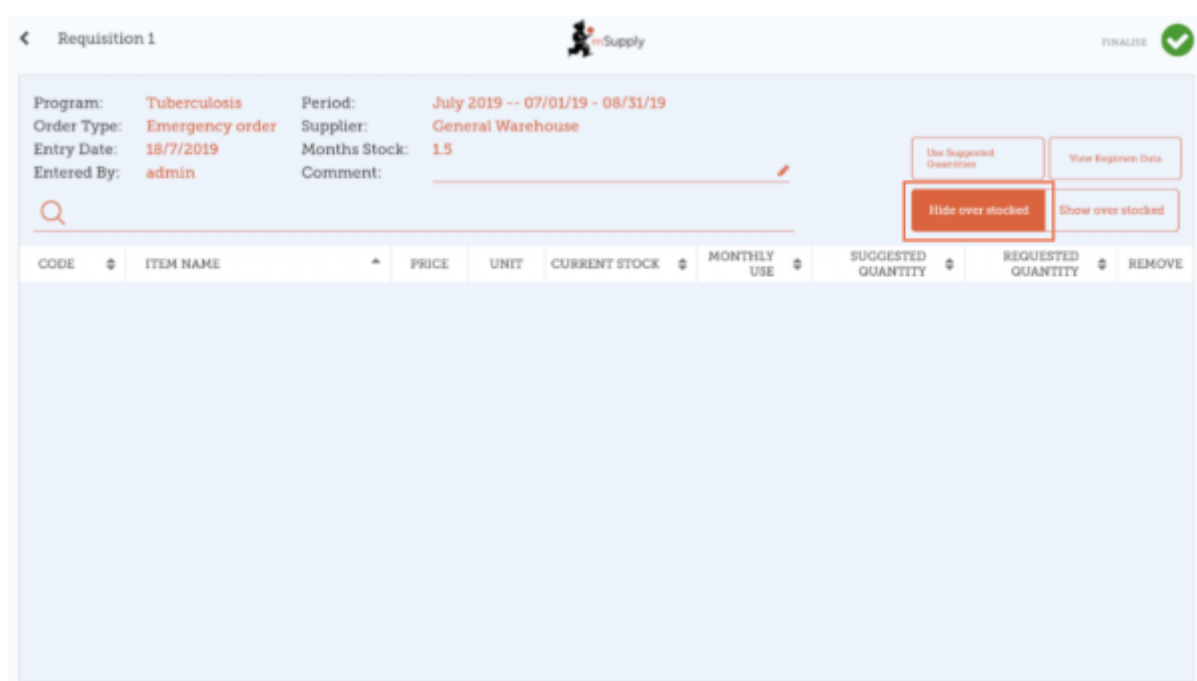 Requisition 1
mSupply
FINALISE
Program: Tuberculosis Period: July 2019 -- 07/01/19 - 08/31/19
Order Type: Emergency order Supplier: General Warehouse
Entry Date: 18/7/2019 Months Stock: 1.5
Entered By: admin Comment:
Use Suggested
Quantities
View Regimen Data
Hide over stocked Show over stocked
CODE ITEM NAME PRICE UNIT CURRENT STOCK MONTHLY USE SUGGESTED QUANTITY REQUESTED QUANTITY REMOVE